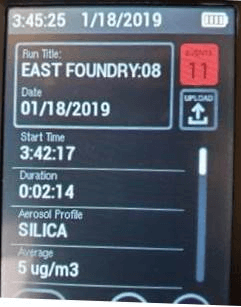 3:45:25 1/18/2019
Run Title:
EAST FOUNDRY:08
EVENTS
11
Date
01/18/2019
UPLOAD
Start Time
3:42:17
Duration
0:02:14
Aerosol Profile
SILICA
Average
5 ug/m3